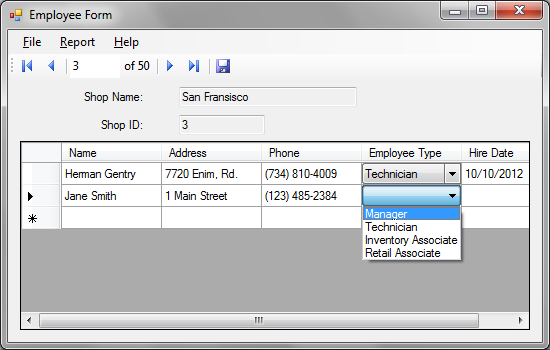 Employee Form
File Report Help
3 of 50
Shop Name: San Fransisco
Shop ID: 3
Name Address Phone Employee Type Hire Date
Herman Gentry 7720 Enim, Rd. (734) 810-4009 Technician 10/10/2012
Jane Smith 1 Main Street (123) 485-2384
Manager
Technician
Inventory Associate
Retail Associate